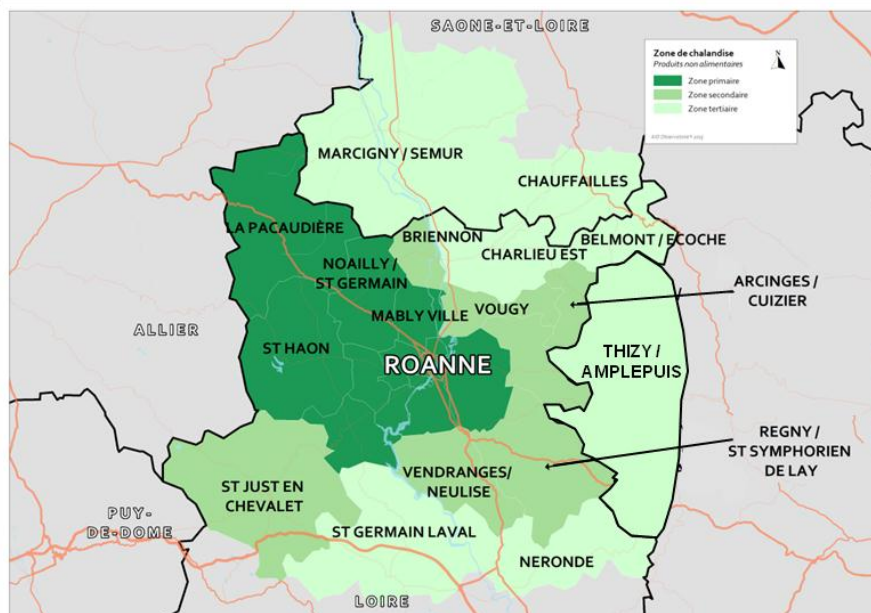 SAONE-ET-LOIRE
Zone de chalandise
Produits non alimentaires
N
Zone primaire
Zone secondaire
Zone tertiaire
MARCIGNY / SEMUR
CHAUFFAILLES
LA PACAUDIÈRE
BRIENNON
BELMONT / ECOCHE
CHARLIEU EST
NOAILLY /
ST GERMAIN
ARCINGES /
CUIZIER
VOUGY
MABLY VILLE
ALLIER
ST HAON
THIZY /
AMPLEPUIS
ROANNE
REGNY /
ST SYMPHORIEN
DE LAY
VENDRANGES/
NEULISE
ST JUST EN
CHEVALET
PUY-
DE-DOME
ST GERMAIN LAVAL
NERONDE
LOIRE